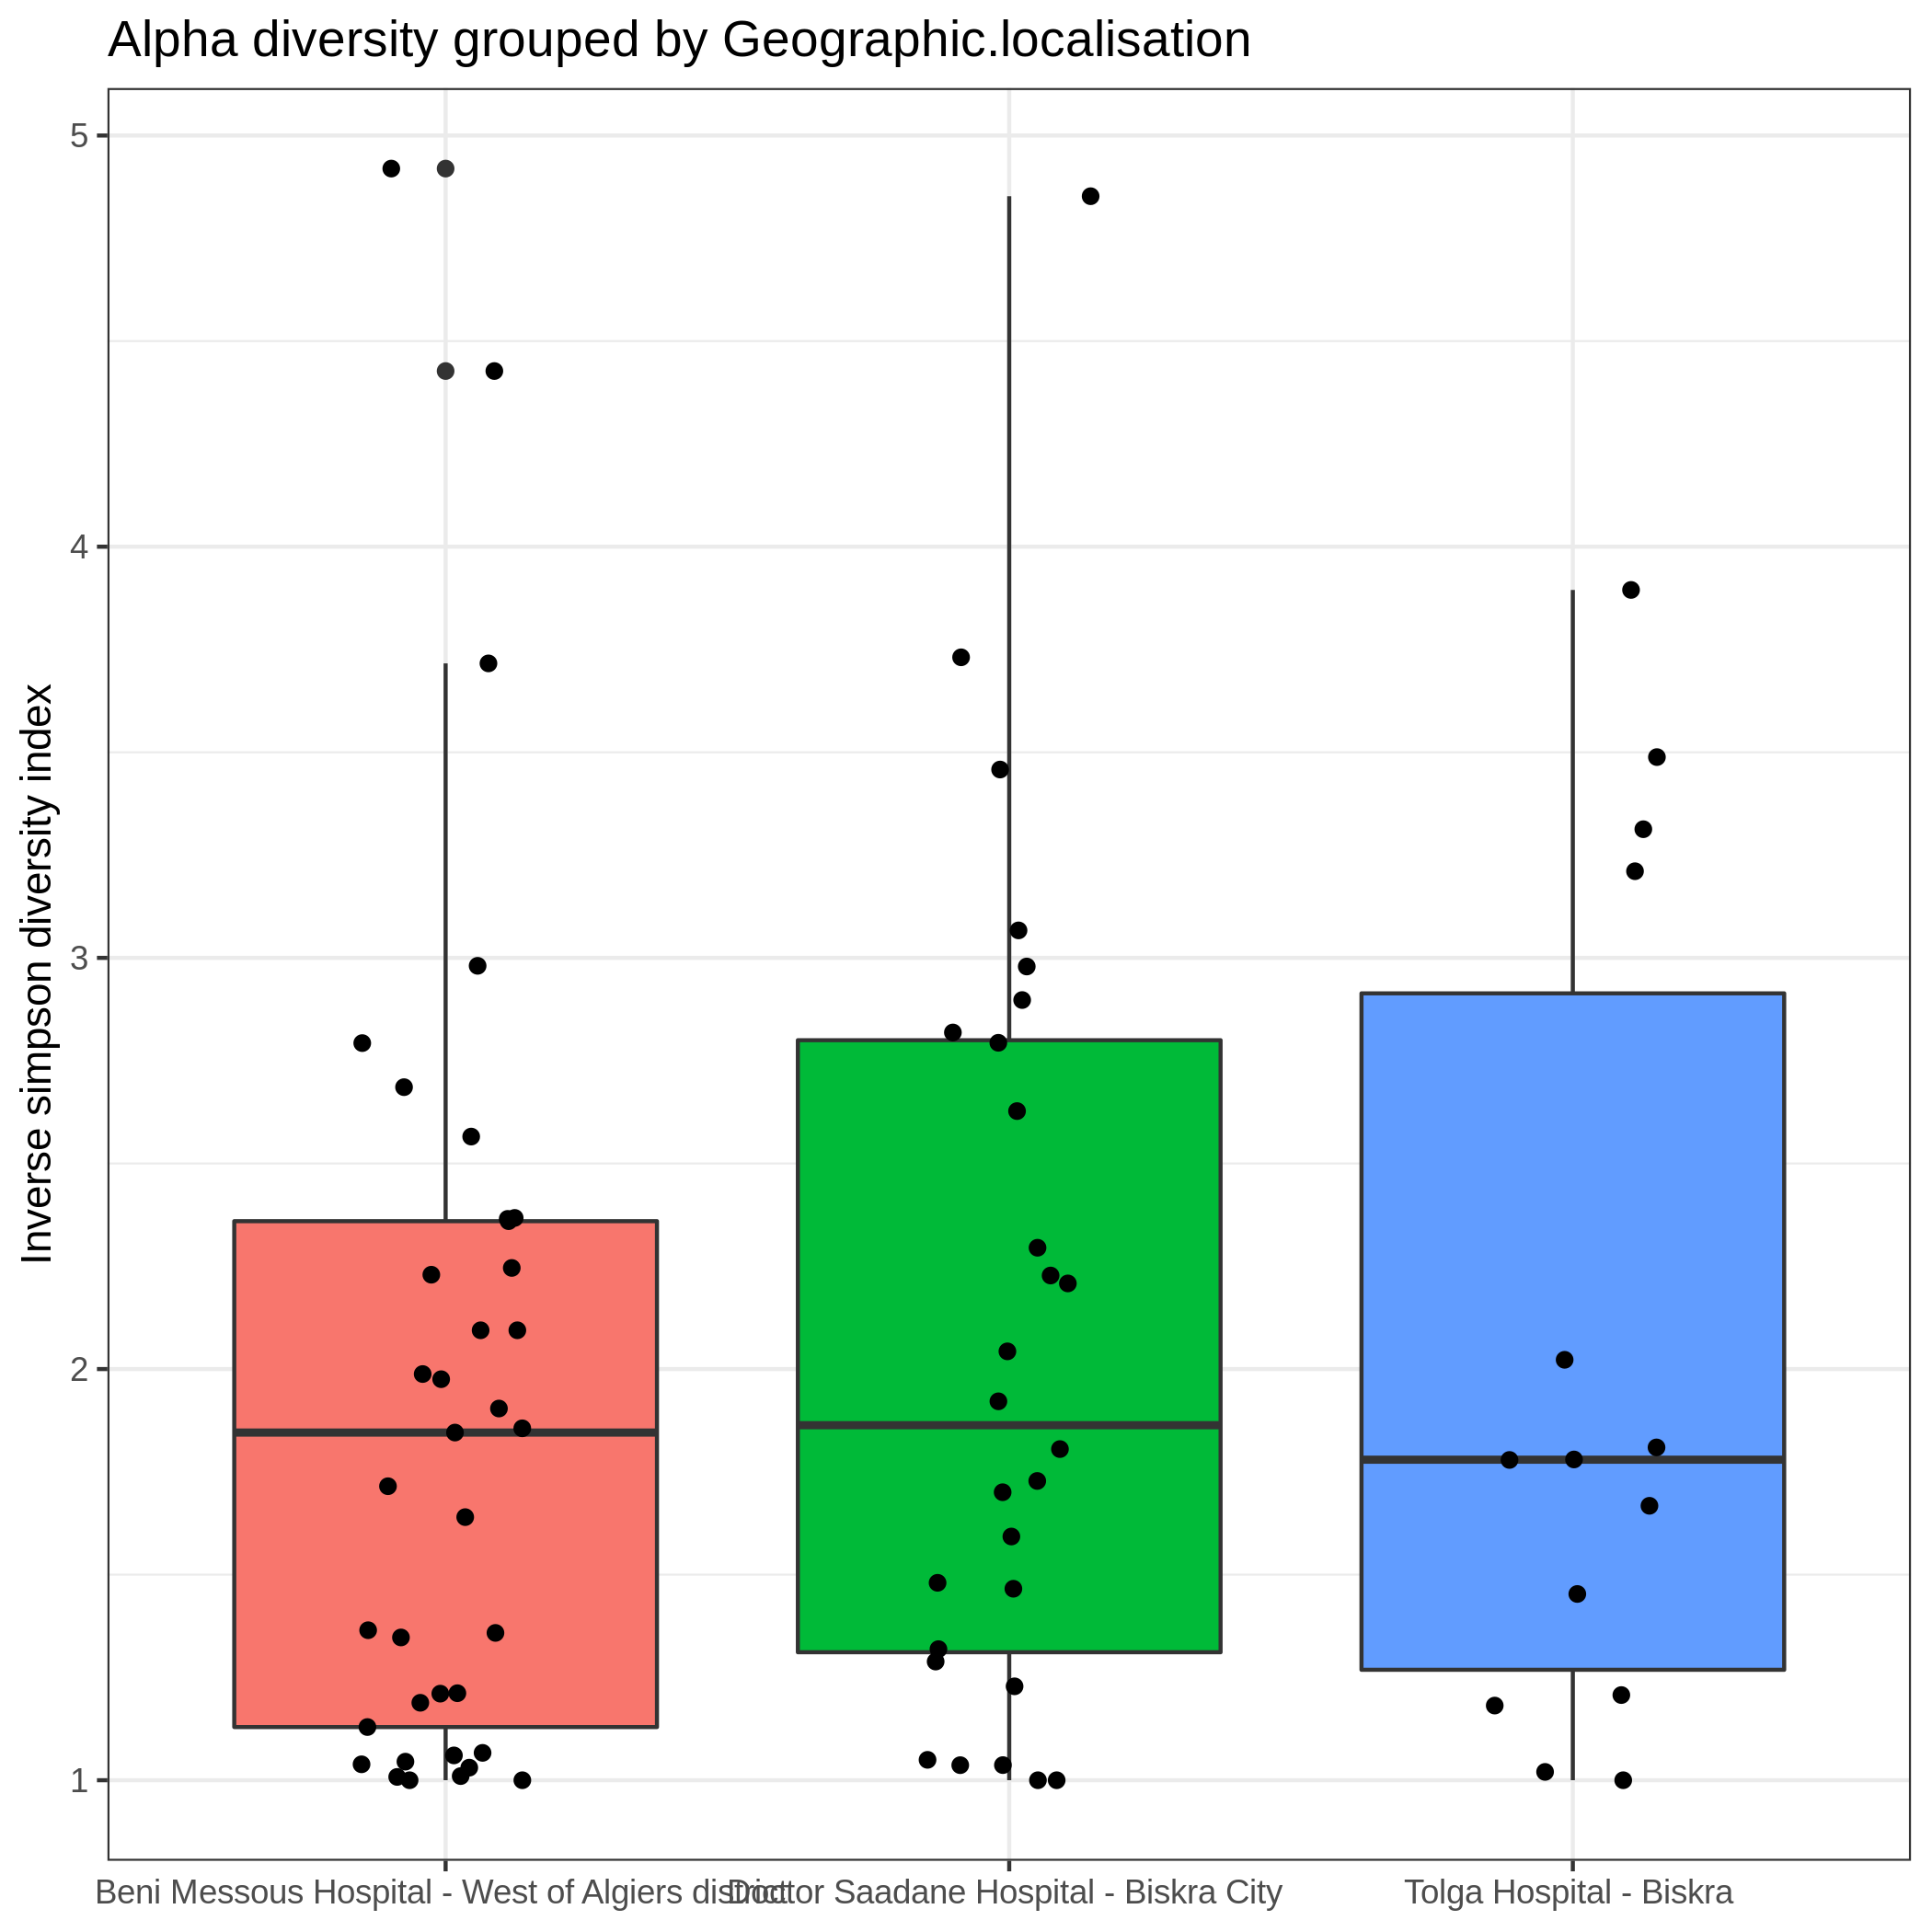 Alpha diversity grouped by Geographic.localisation
Inverse simpson diversity index
5
4
3
2
1
Beni Messous Hospital - West of Algiers district
Doctor Saadane Hospital - Biskra City
Tolga Hospital - Biskra